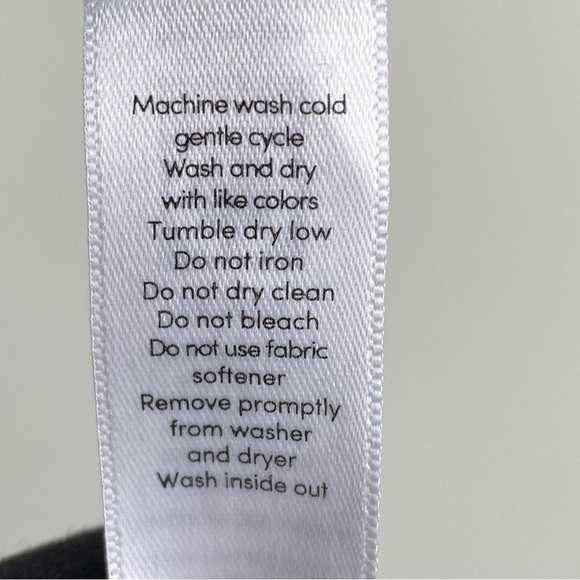 Machine wash cold
gentle cycle
Wash and dry
with like colors
Tumble dry low
Do not iron
Do not dry clean
Do not bleach
Do not use fabric
softener
Remove promptly
from washer
and dryer
Wash inside out